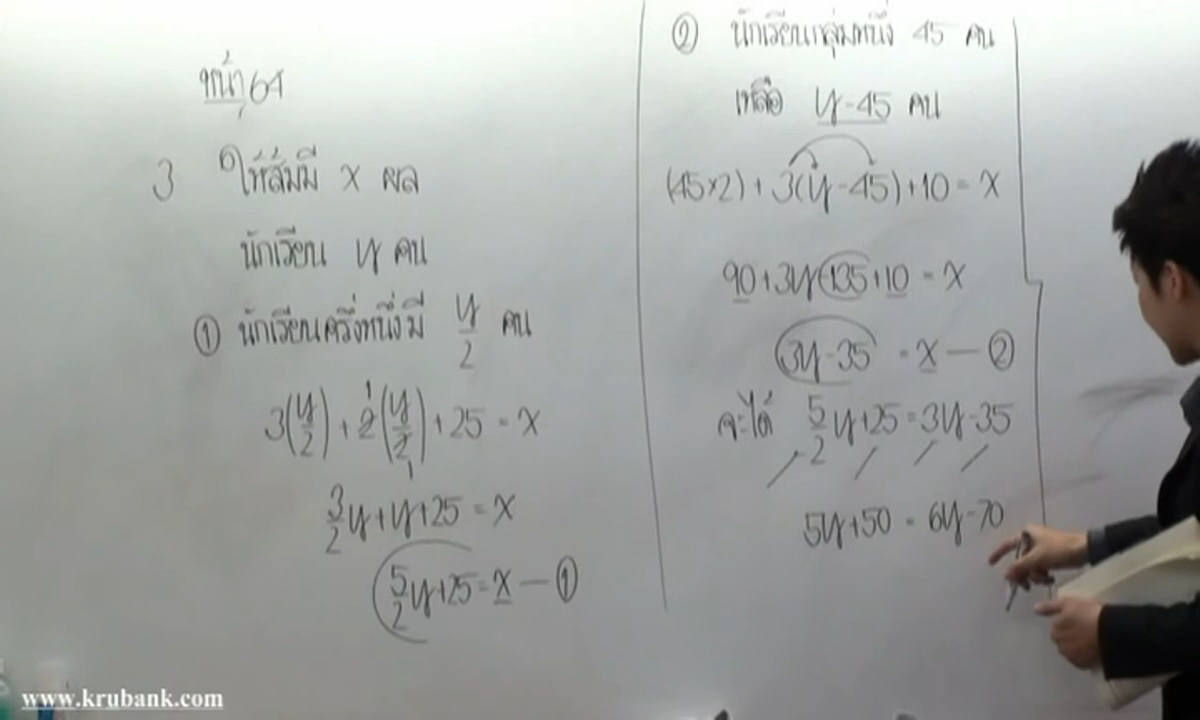 หน้า 64
3 ให้ส้มมี x ผล
นักเรียน y คน
① นักเรียนครึ่งหนึ่งมี y/2 คน
3(y/2) + 2(y/2) + 25 = x
1
1
3/2 y + y + 25 = x
5/2 y + 25 = x — ①
② นักเรียนกลุ่มหนึ่ง 45 คน
เหลือ y - 45 คน
(45×2) + 3(y - 45) + 10 = x
90 + 3y - 135 + 10 = x
3y - 35 = x — ②
จะได้ 5/2 y + 25 = 3y - 35
5y + 50 = 6y - 70
www.krubank.com